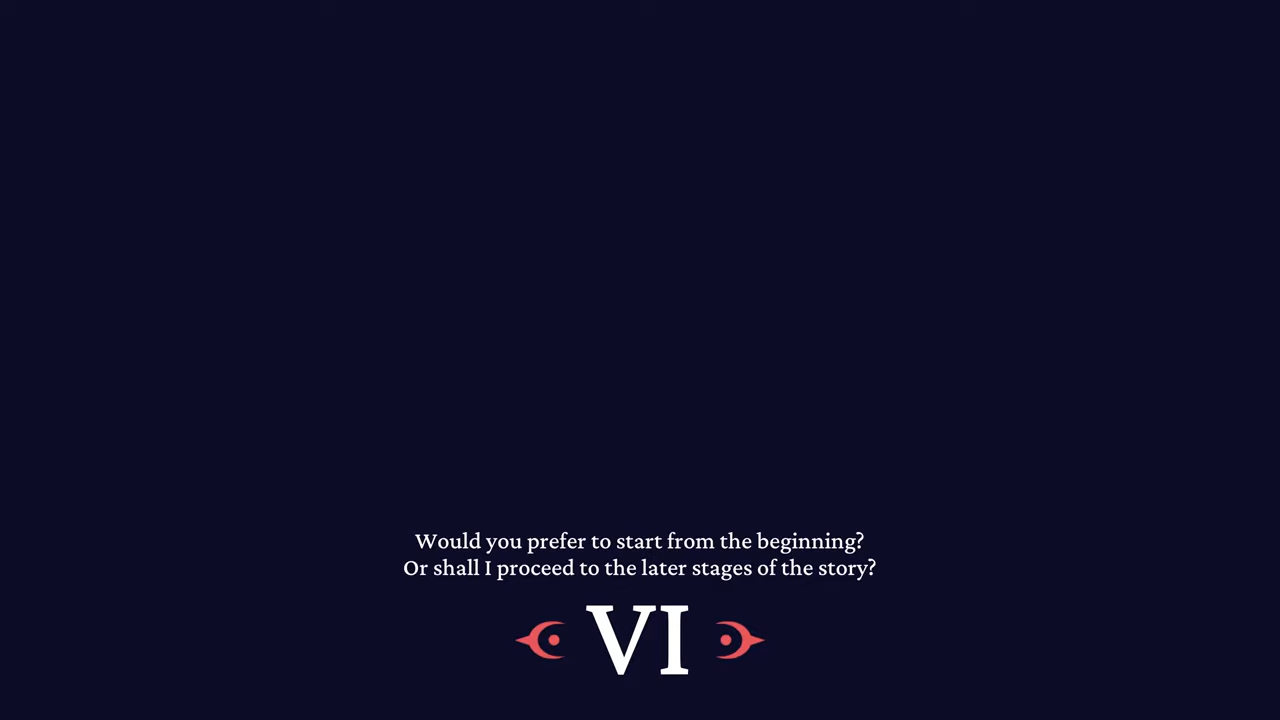 Would you prefer to start from the beginning?
Or shall I proceed to the later stages of the story?
VI